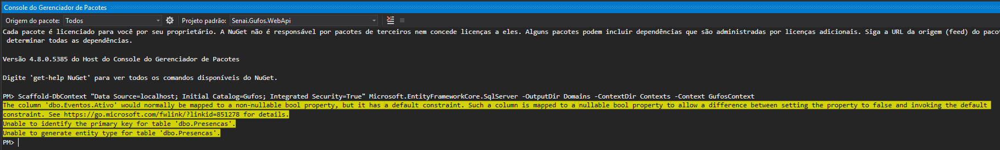 Console do Gerenciador de Pacotes
Origem do pacote: Todos Projeto padrão: Senai.Gufos.WebApi
Cada pacote é licenciado para você por seu proprietário. A NuGet não é responsável por pacotes de terceiros nem concede licenças a eles. Alguns pacotes podem incluir dependências que são administradas por licenças adicionais. Siga a URL da origem (feed) do pacot
determinar todas as dependências.
Versão 4.8.0.5385 do Host do Console do Gerenciador de Pacotes
Digite 'get-help NuGet' para ver todos os comandos disponíveis do NuGet.
PM> Scaffold-DbContext "Data Source=localhost; Initial Catalog=Gufos; Integrated Security=True" Microsoft.EntityFrameworkCore.SqlServer -OutputDir Domains -ContextDir Contexts -Context GufosContext
The column 'dbo.Eventos.Ativo' would normally be mapped to a non-nullable bool property, but it has a default constraint. Such a column is mapped to a nullable bool property to allow a difference between setting the property to false and invoking the default
constraint. See https://go.microsoft.com/fwlink/?linkid=851278 for details.
Unable to identify the primary key for table 'dbo.Presencas'.
Unable to generate entity type for table 'dbo.Presencas'.
PM>